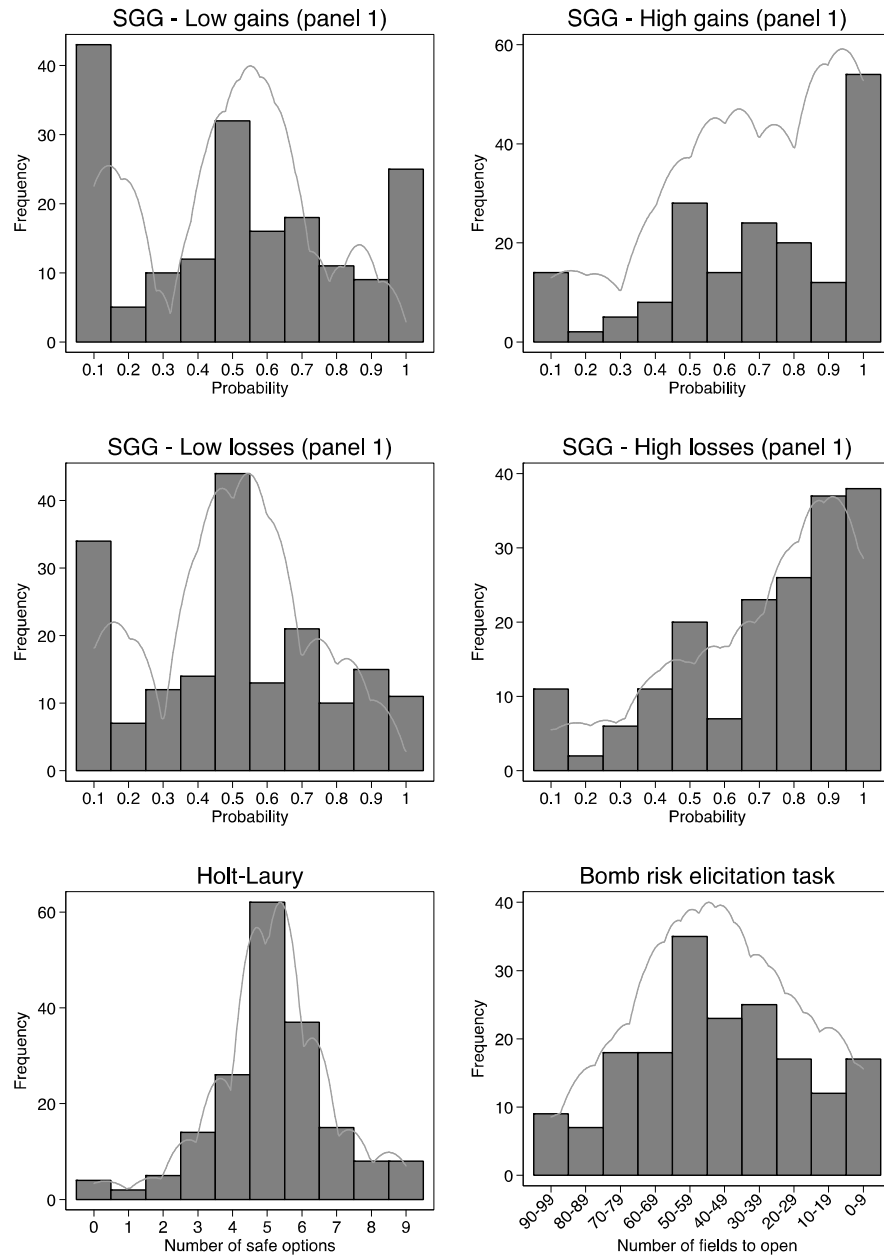 SGG - Low gains (panel 1)
Frequency
40
30
20
10
0
0.1 0.2 0.3 0.4 0.5 0.6 0.7 0.8 0.9 1
Probability
SGG - High gains (panel 1)
Frequency
60
40
20
0
0.1 0.2 0.3 0.4 0.5 0.6 0.7 0.8 0.9 1
Probability
SGG - Low losses (panel 1)
Frequency
40
30
20
10
0
0.1 0.2 0.3 0.4 0.5 0.6 0.7 0.8 0.9 1
Probability
SGG - High losses (panel 1)
Frequency
40
30
20
10
0
0.1 0.2 0.3 0.4 0.5 0.6 0.7 0.8 0.9 1
Probability
Holt-Laury
Frequency
60
40
20
0
0 1 2 3 4 5 6 7 8 9
Number of safe options
Bomb risk elicitation task
Frequency
40
30
20
10
0
90-99 80-89 70-79 60-69 50-59 40-49 30-39 20-29 10-19 0-9
Number of fields to open